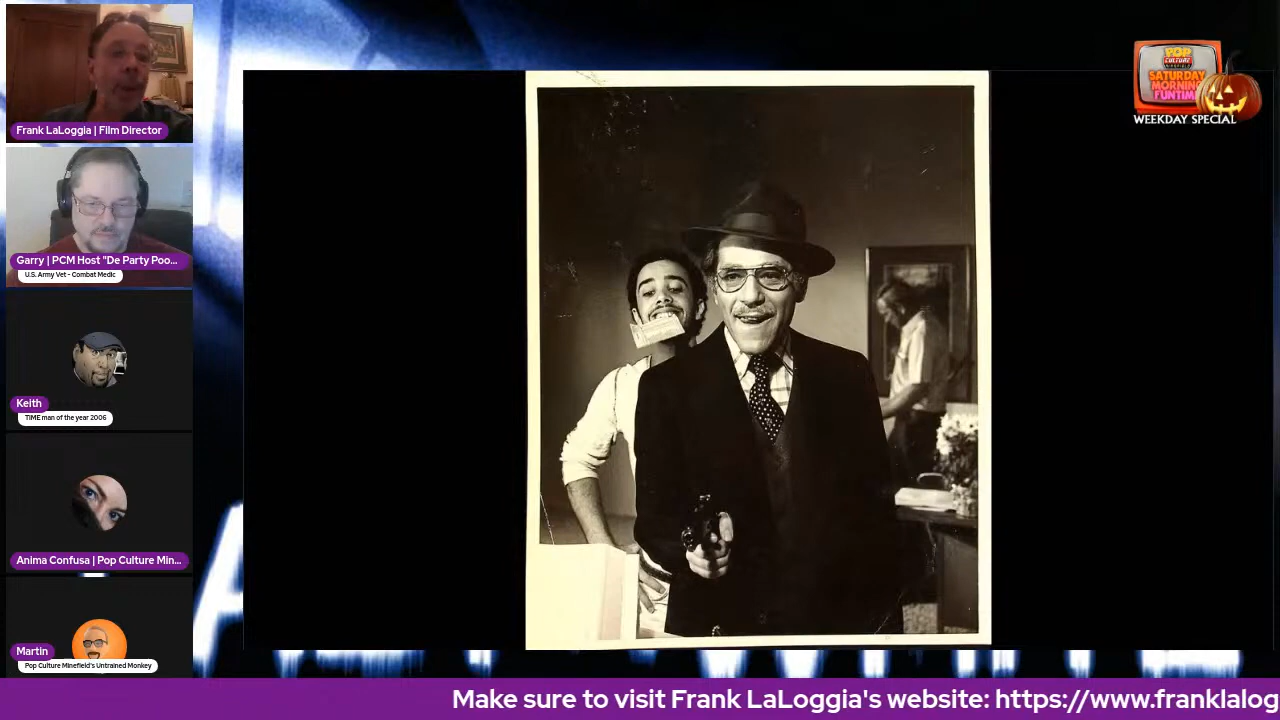 Frank LaLoggia | Film Director
Garry | PCM Host "De Party Poo...
U.S. Army Vet - Combat Medic
Keith
TIME man of the year 2006
Anima Confusa | Pop Culture Min...
Martin
Pop Culture Minefield's Untrained Monkey
POP
CULTURE
SATURDAY
MORNING
FUNTIME
WEEKDAY SPECIAL
Make sure to visit Frank LaLoggia's website: https://www.franklalog